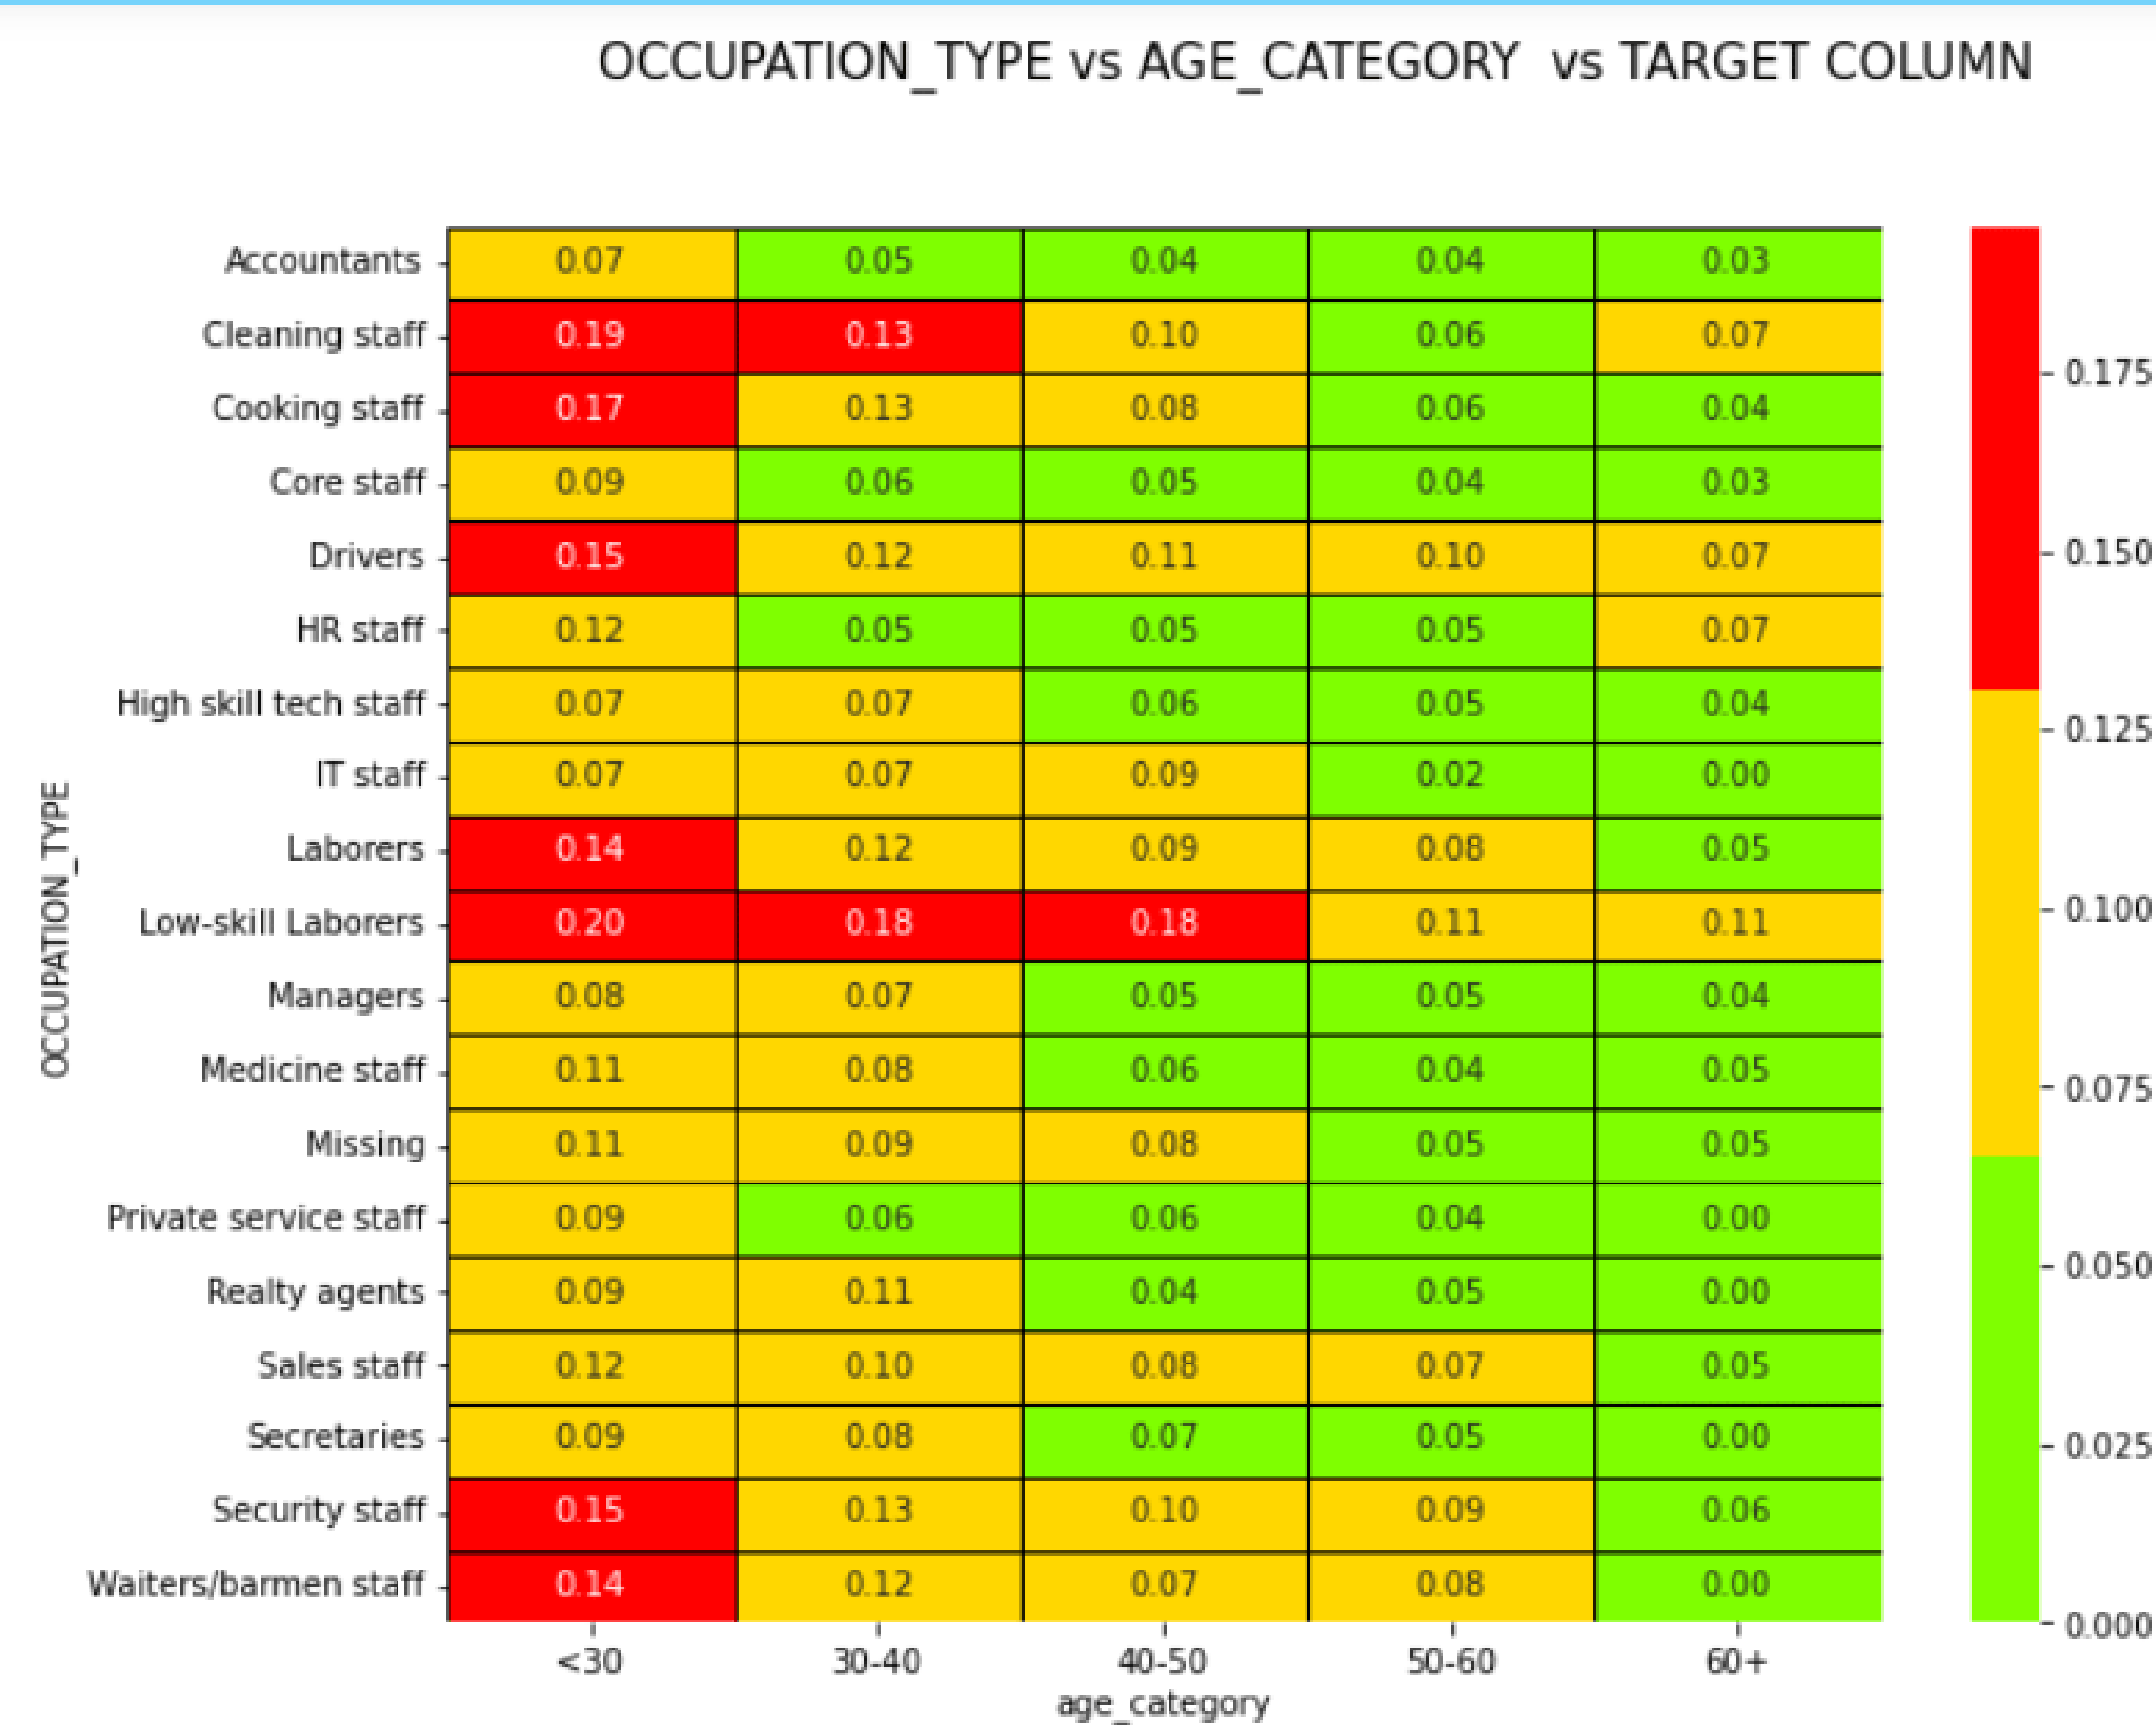 OCCUPATION_TYPE vs AGE_CATEGORY  vs TARGET COLUMN
Accountants 0.07 0.05 0.04 0.04 0.03
Cleaning staff 0.19 0.13 0.10 0.06 0.07
Cooking staff 0.17 0.13 0.08 0.06 0.04
Core staff 0.09 0.06 0.05 0.04 0.03
Drivers 0.15 0.12 0.11 0.10 0.07
HR staff 0.12 0.05 0.05 0.05 0.07
High skill tech staff 0.07 0.07 0.06 0.05 0.04
IT staff 0.07 0.07 0.09 0.02 0.00
Laborers 0.14 0.12 0.09 0.08 0.05
Low-skill Laborers 0.20 0.18 0.18 0.11 0.11
Managers 0.08 0.07 0.05 0.05 0.04
Medicine staff 0.11 0.08 0.06 0.04 0.05
Missing 0.11 0.09 0.08 0.05 0.05
Private service staff 0.09 0.06 0.06 0.04 0.00
Realty agents 0.09 0.11 0.04 0.05 0.00
Sales staff 0.12 0.10 0.08 0.07 0.05
Secretaries 0.09 0.08 0.07 0.05 0.00
Security staff 0.15 0.13 0.10 0.09 0.06
Waiters/barmen staff 0.14 0.12 0.07 0.08 0.00
<30 30-40 40-50 50-60 60+
age_category
OCCUPATION_TYPE
0.175
0.150
0.125
0.100
0.075
0.050
0.025
0.000